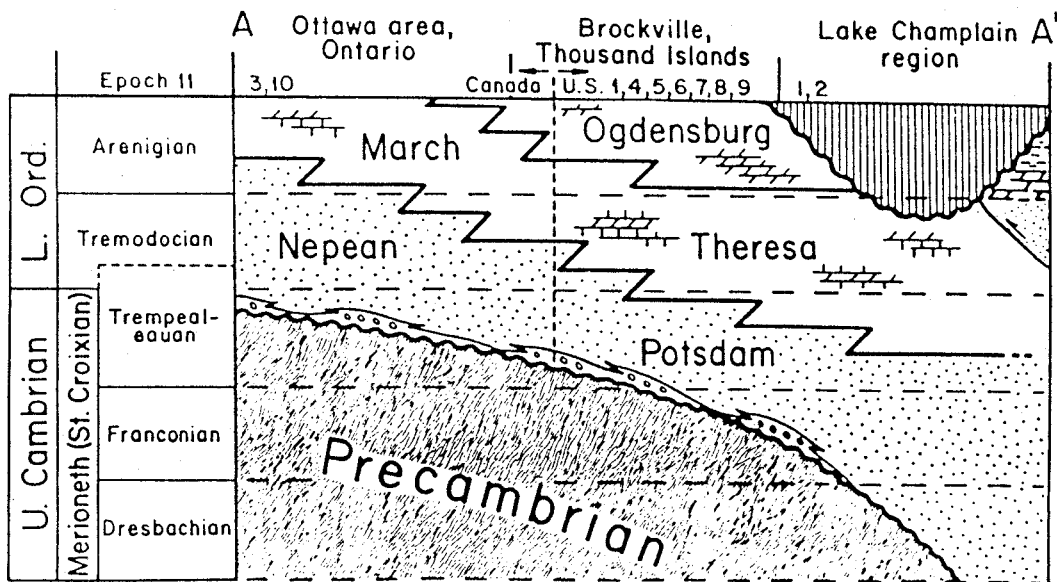 A
Ottawa area,
Ontario
Brockville,
Thousand Islands
Lake Champlain
region
A'
Epoch 11
3,10
Canada
U.S. 1,4,5,6,7,8,9
1,2
L. Ord.
Arenigian
Tremodocian
U. Cambrian
Merioneth (St. Croixian)
Trempeal-
eauan
Franconian
Dresbachian
March
Ogdensburg
Nepean
Theresa
Potsdam
Precambrian